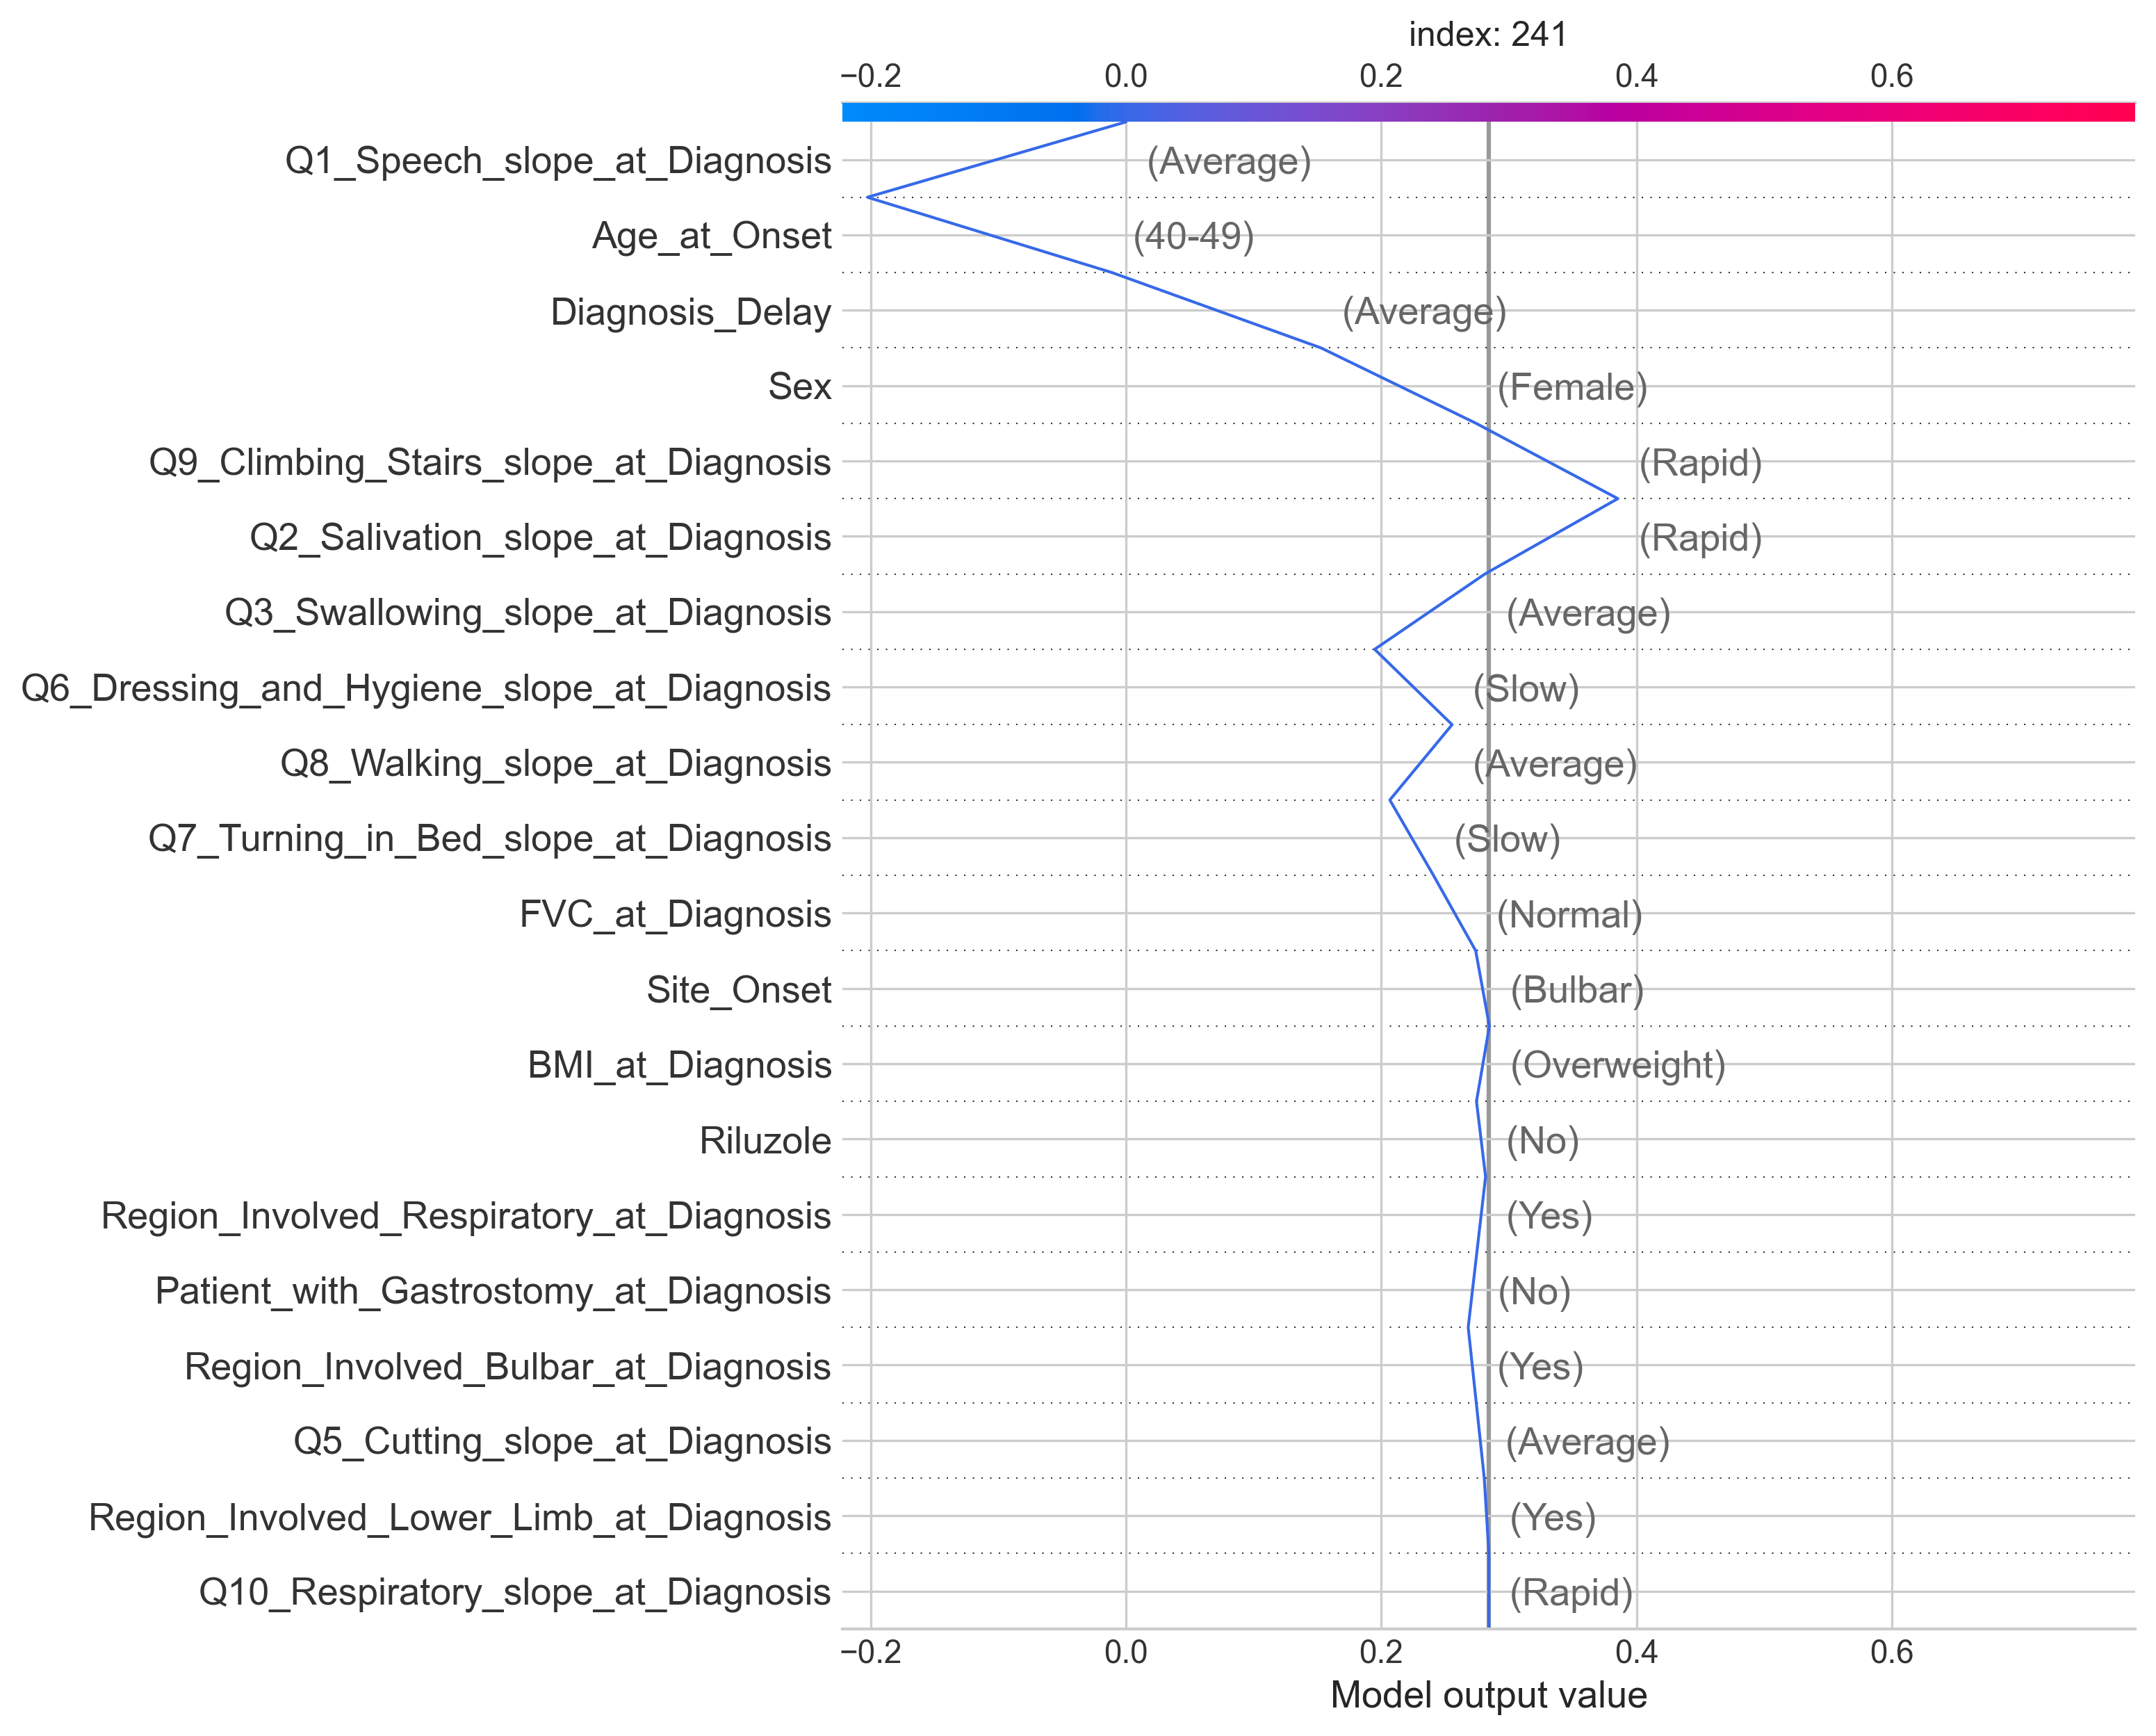 index: 241
−0.2 0.0 0.2 0.4 0.6
Q1_Speech_slope_at_Diagnosis (Average)
Age_at_Onset (40-49)
Diagnosis_Delay (Average)
Sex (Female)
Q9_Climbing_Stairs_slope_at_Diagnosis (Rapid)
Q2_Salivation_slope_at_Diagnosis (Rapid)
Q3_Swallowing_slope_at_Diagnosis (Average)
Q6_Dressing_and_Hygiene_slope_at_Diagnosis (Slow)
Q8_Walking_slope_at_Diagnosis (Average)
Q7_Turning_in_Bed_slope_at_Diagnosis (Slow)
FVC_at_Diagnosis (Normal)
Site_Onset (Bulbar)
BMI_at_Diagnosis (Overweight)
Riluzole (No)
Region_Involved_Respiratory_at_Diagnosis (Yes)
Patient_with_Gastrostomy_at_Diagnosis (No)
Region_Involved_Bulbar_at_Diagnosis (Yes)
Q5_Cutting_slope_at_Diagnosis (Average)
Region_Involved_Lower_Limb_at_Diagnosis (Yes)
Q10_Respiratory_slope_at_Diagnosis (Rapid)
−0.2 0.0 0.2 0.4 0.6
Model output value